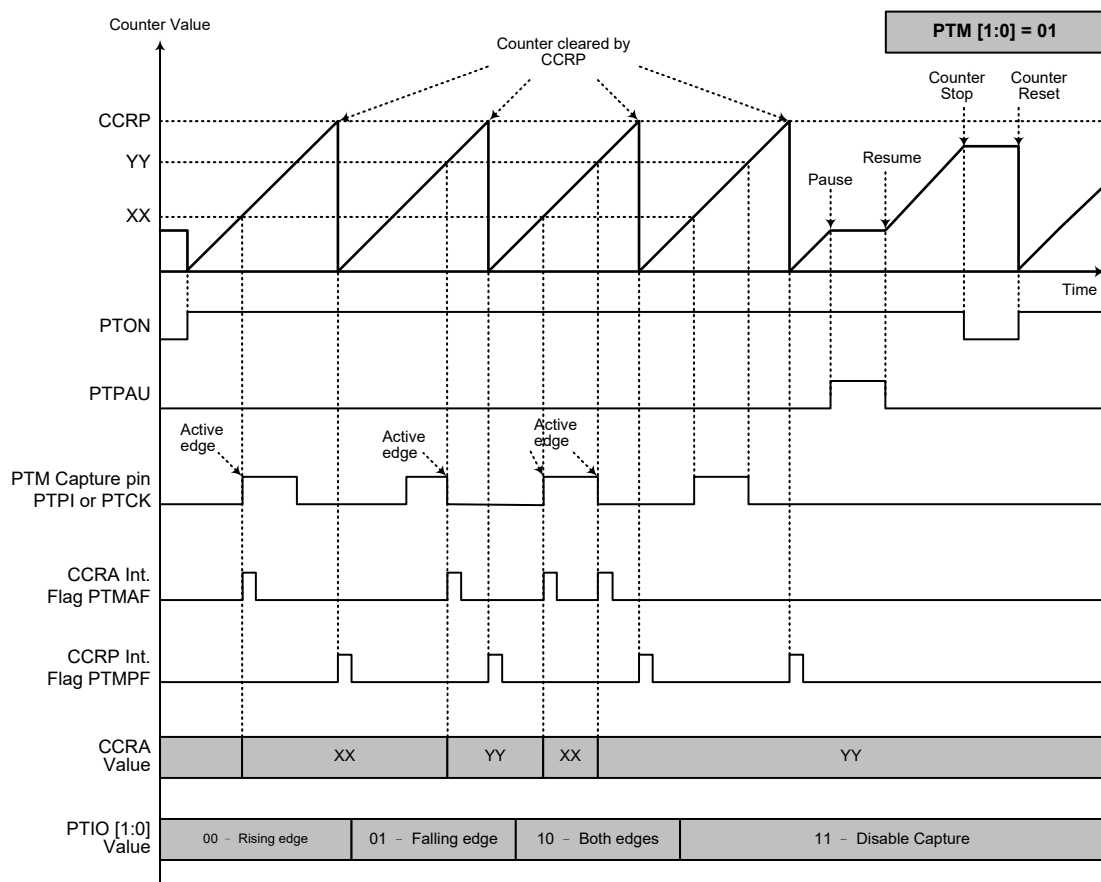 Counter Value
PTM [1:0] = 01
Counter cleared by
CCRP
Counter
Stop
Counter
Reset
CCRP
YY
Resume
Pause
XX
Time
PTON
PTPAU
Active
edge
Active
edge
Active
edge
PTM Capture pin
PTPI or PTCK
CCRA Int.
Flag PTMAF
CCRP Int.
Flag PTMPF
CCRA
Value
XX
YY
XX
YY
PTIO [1:0]
Value
00 – Rising edge
01 – Falling edge
10 – Both edges
11 – Disable Capture